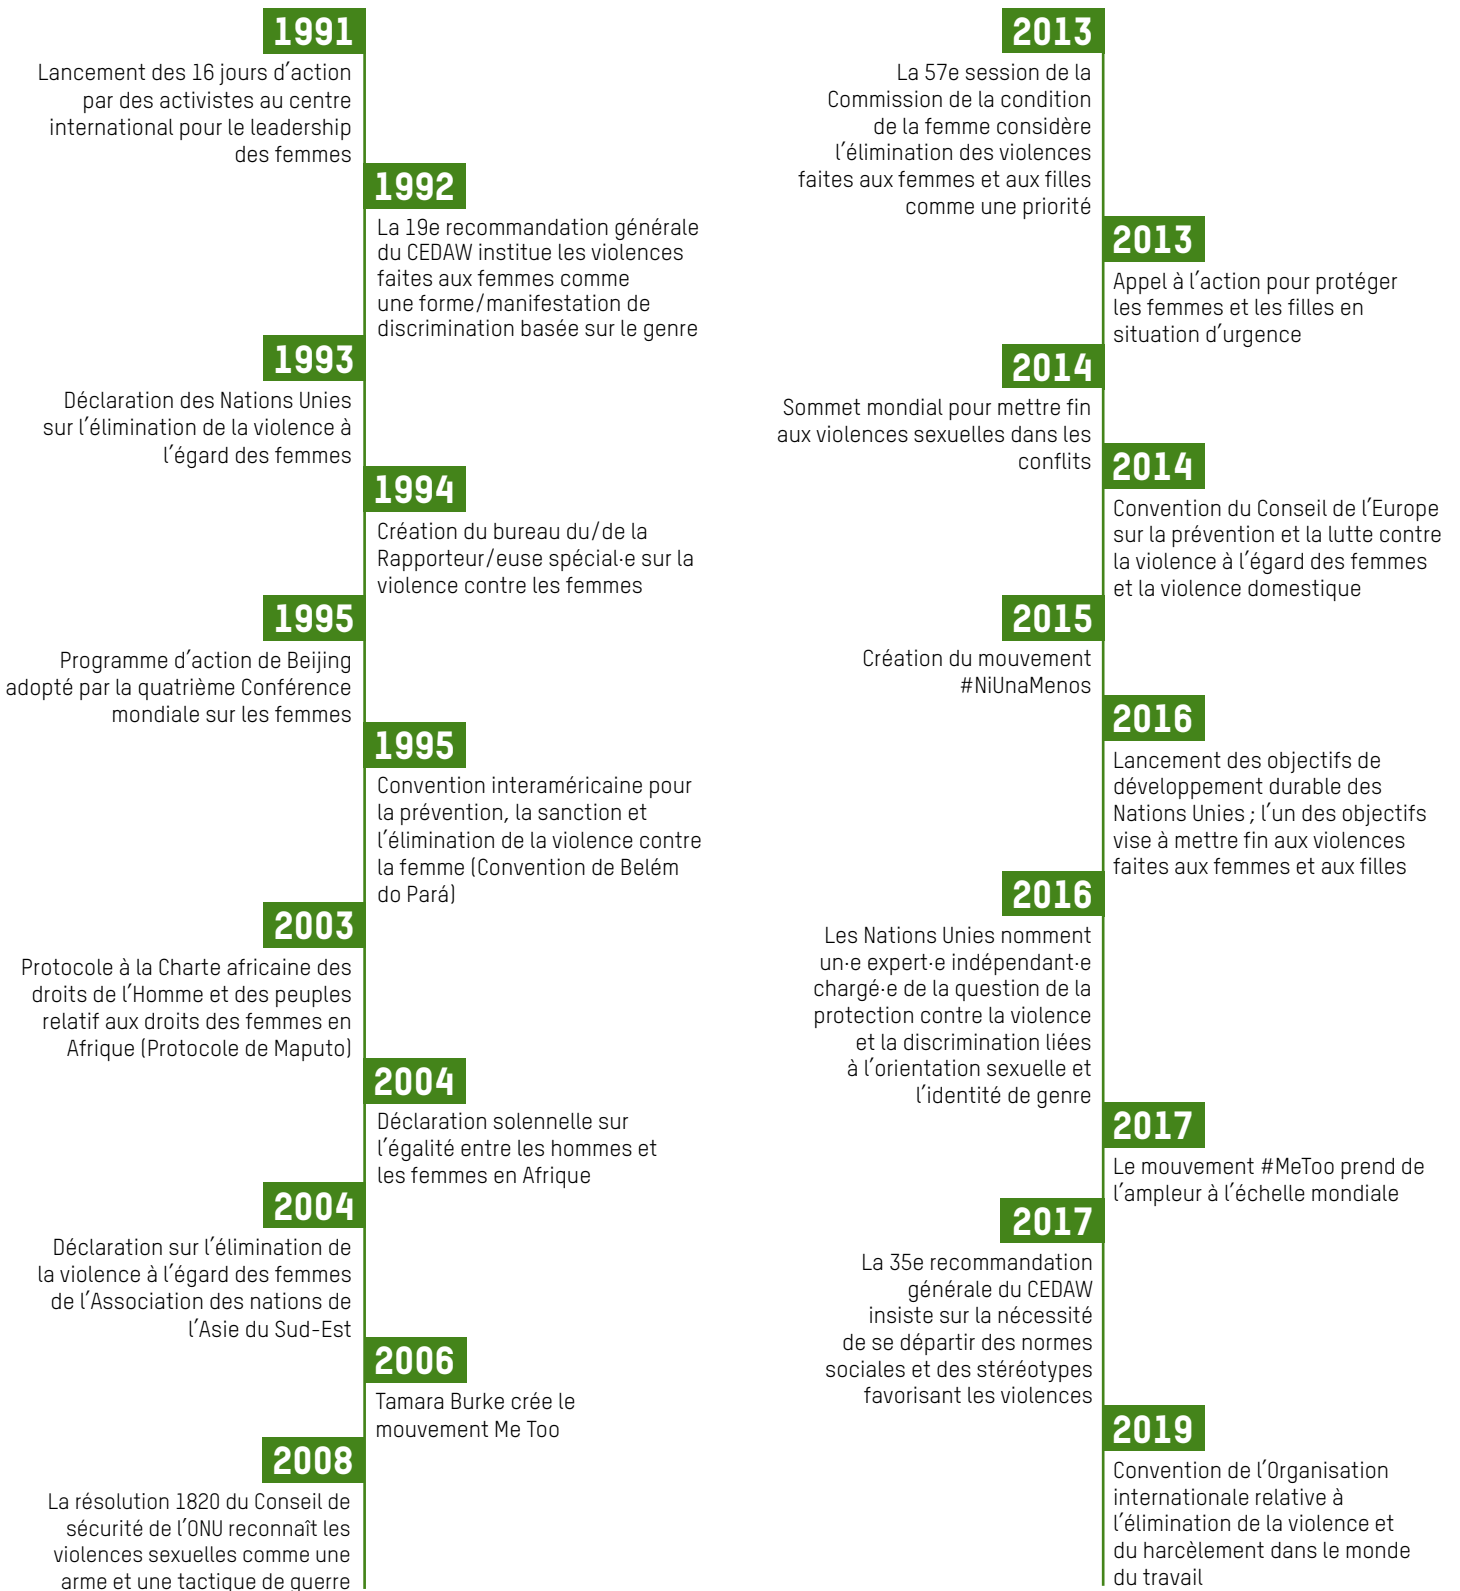 1991
Lancement des 16 jours d'action
par des activistes au centre
international pour le leadership
des femmes
1992
La 19e recommandation générale
du CEDAW institue les violences
faites aux femmes comme
une forme/manifestation de
discrimination basée sur le genre
1993
Déclaration des Nations Unies
sur l'élimination de la violence à
l'égard des femmes
1994
Création du bureau du/de la
Rapporteur/euse spécial·e sur la
violence contre les femmes
1995
Programme d'action de Beijing
adopté par la quatrième Conférence
mondiale sur les femmes
1995
Convention interaméricaine pour
la prévention, la sanction et
l'élimination de la violence contre
la femme (Convention de Belém
do Pará)
2003
Protocole à la Charte africaine des
droits de l'Homme et des peuples
relatif aux droits des femmes en
Afrique (Protocole de Maputo)
2004
Déclaration solennelle sur
l'égalité entre les hommes et
les femmes en Afrique
2004
Déclaration sur l'élimination de
la violence à l'égard des femmes
de l'Association des nations de
l'Asie du Sud-Est
2006
Tamara Burke crée le
mouvement Me Too
2008
La résolution 1820 du Conseil de
sécurité de l'ONU reconnaît les
violences sexuelles comme une
arme et une tactique de guerre
2013
La 57e session de la
Commission de la condition
de la femme considère
l'élimination des violences
faites aux femmes et aux filles
comme une priorité
2013
Appel à l'action pour protéger
les femmes et les filles en
situation d'urgence
2014
Sommet mondial pour mettre fin
aux violences sexuelles dans les
conflits
2014
Convention du Conseil de l'Europe
sur la prévention et la lutte contre
la violence à l'égard des femmes
et la violence domestique
2015
Création du mouvement
#NiUnaMenos
2016
Lancement des objectifs de
développement durable des
Nations Unies ; l'un des objectifs
vise à mettre fin aux violences
faites aux femmes et aux filles
2016
Les Nations Unies nomment
un·e expert·e indépendant·e
chargé·e de la question de la
protection contre la violence
et la discrimination liées
à l'orientation sexuelle et
l'identité de genre
2017
Le mouvement #MeToo prend de
l'ampleur à l'échelle mondiale
2017
La 35e recommandation
générale du CEDAW
insiste sur la nécessité
de se départir des normes
sociales et des stéréotypes
favorisant les violences
2019
Convention de l'Organisation
internationale relative à
l'élimination de la violence et
du harcèlement dans le monde
du travail